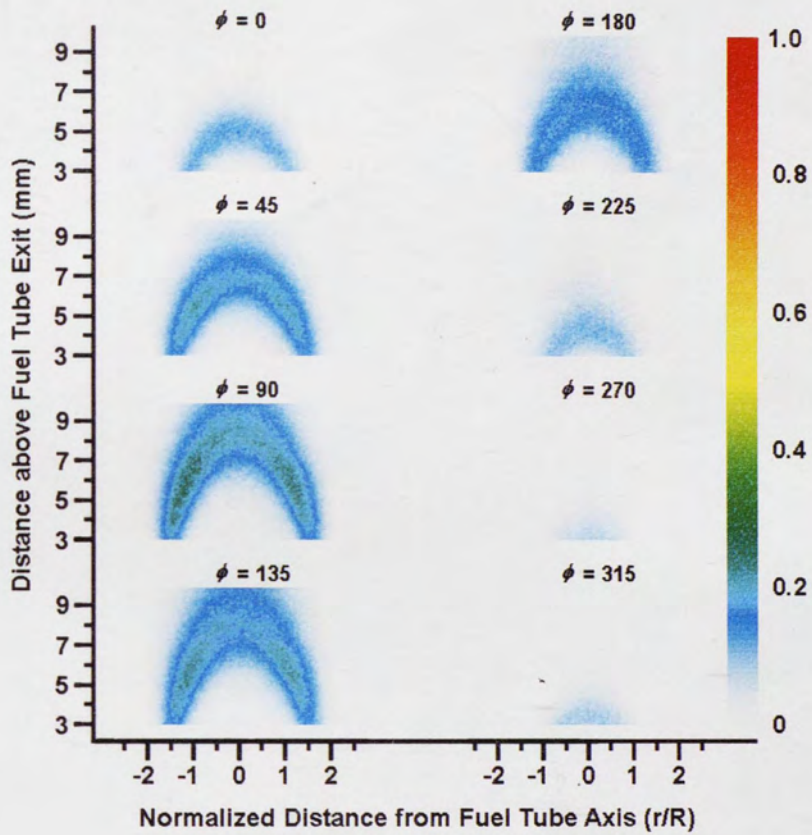 ϕ = 0
ϕ = 180
9
7
5
3
ϕ = 45
ϕ = 225
9
7
5
3
ϕ = 90
ϕ = 270
9
7
5
3
ϕ = 135
ϕ = 315
9
7
5
3
Distance above Fuel Tube Exit (mm)
-2 -1 0 1 2
-2 -1 0 1 2
Normalized Distance from Fuel Tube Axis (r/R)
1.0
0.8
0.6
0.4
0.2
0